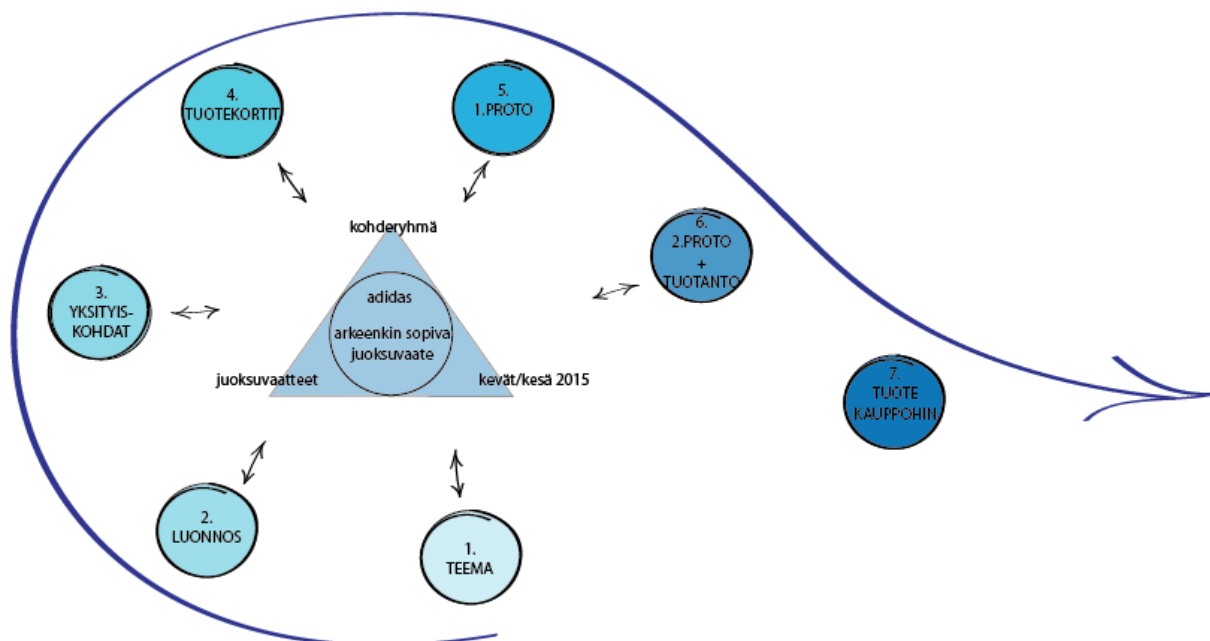 4.
TUOTEKORTIT
5.
1.PROTO
kohderyhmä
6.
2.PROTO
+
TUOTANTO
3.
YKSITYIS-
KOHDAT
adidas
arkeenkin sopiva
juoksuvaate
juoksuvaatteet
kevät/kesä 2015
7.
TUOTE
KAUPPOHIN
2.
LUONNOS
1.
TEEMA